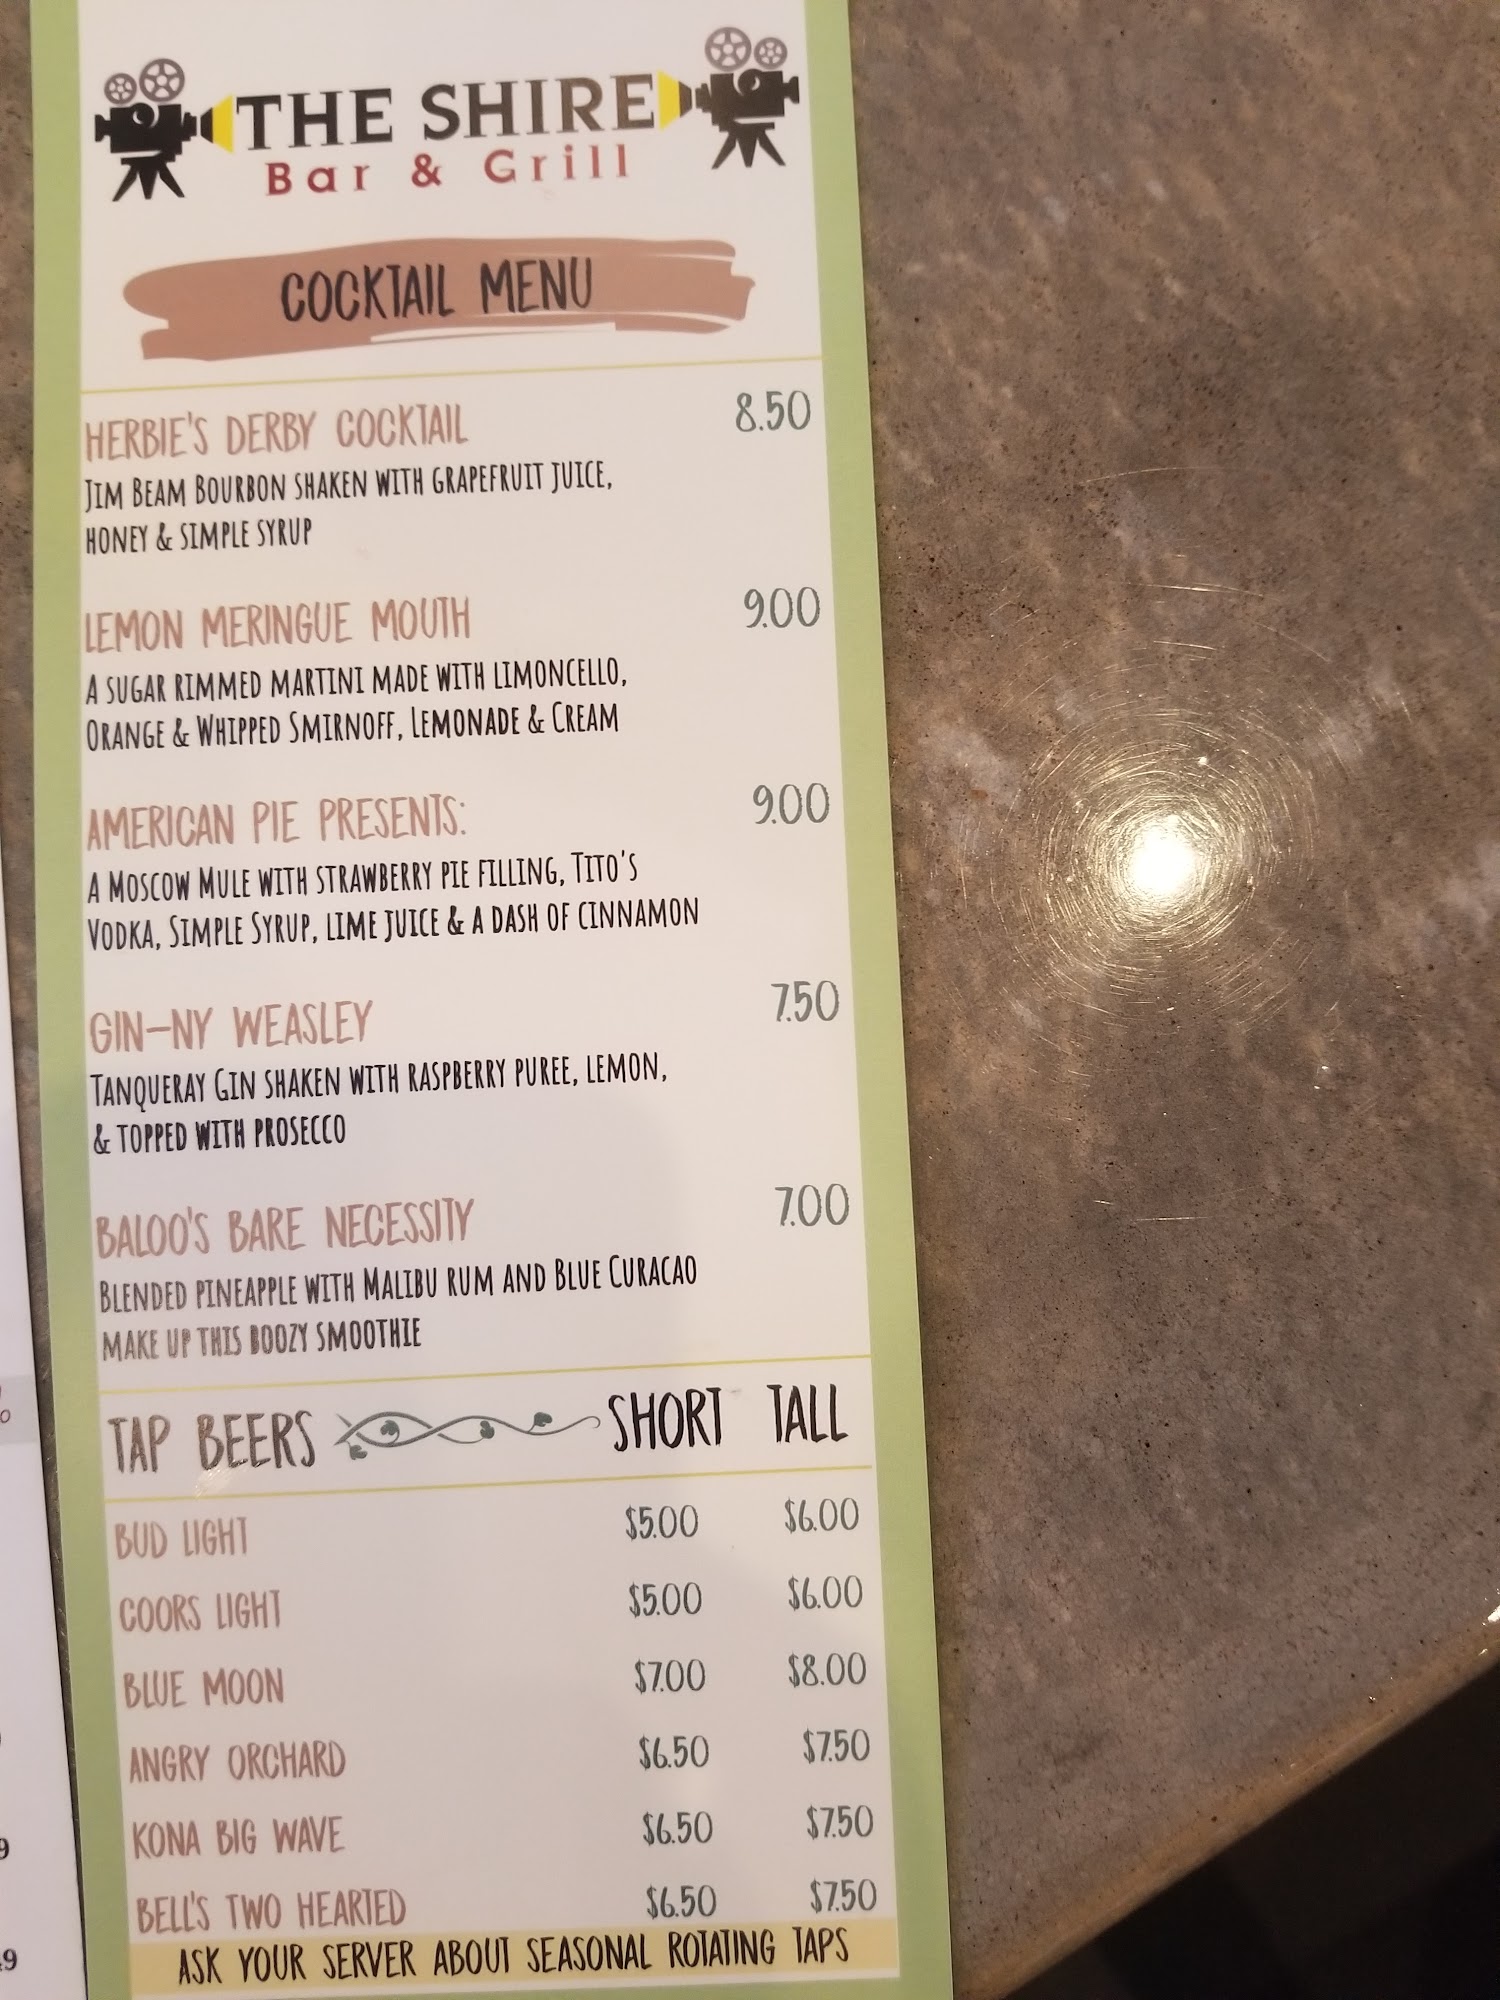 THE SHIRE
Bar & Grill
COCKTAIL MENU
HERBIE'S DERBY COCKTAIL 8.50
JIM BEAM BOURBON SHAKEN WITH GRAPEFRUIT JUICE,
HONEY & SIMPLE SYRUP
LEMON MERINGUE MOUTH 9.00
A SUGAR RIMMED MARTINI MADE WITH LIMONCELLO,
ORANGE & WHIPPED SMIRNOFF, LEMONADE & CREAM
AMERICAN PIE PRESENTS: 9.00
A MOSCOW MULE WITH STRAWBERRY PIE FILLING, TITO'S
VODKA, SIMPLE SYRUP, LIME JUICE & A DASH OF CINNAMON
GIN-NY WEASLEY 7.50
TANQUERAY GIN SHAKEN WITH RASPBERRY PUREE, LEMON,
& TOPPED WITH PROSECCO
BALOO'S BARE NECESSITY 7.00
BLENDED PINEAPPLE WITH MALIBU RUM AND BLUE CURACAO
MAKE UP THIS BOOZY SMOOTHIE
TAP BEERS SHORT TALL
BUD LIGHT $5.00 $6.00
COORS LIGHT $5.00 $6.00
BLUE MOON $7.00 $8.00
ANGRY ORCHARD $6.50 $7.50
KONA BIG WAVE $6.50 $7.50
BELL'S TWO HEARTED $6.50 $7.50
ASK YOUR SERVER ABOUT SEASONAL ROTATING TAPS